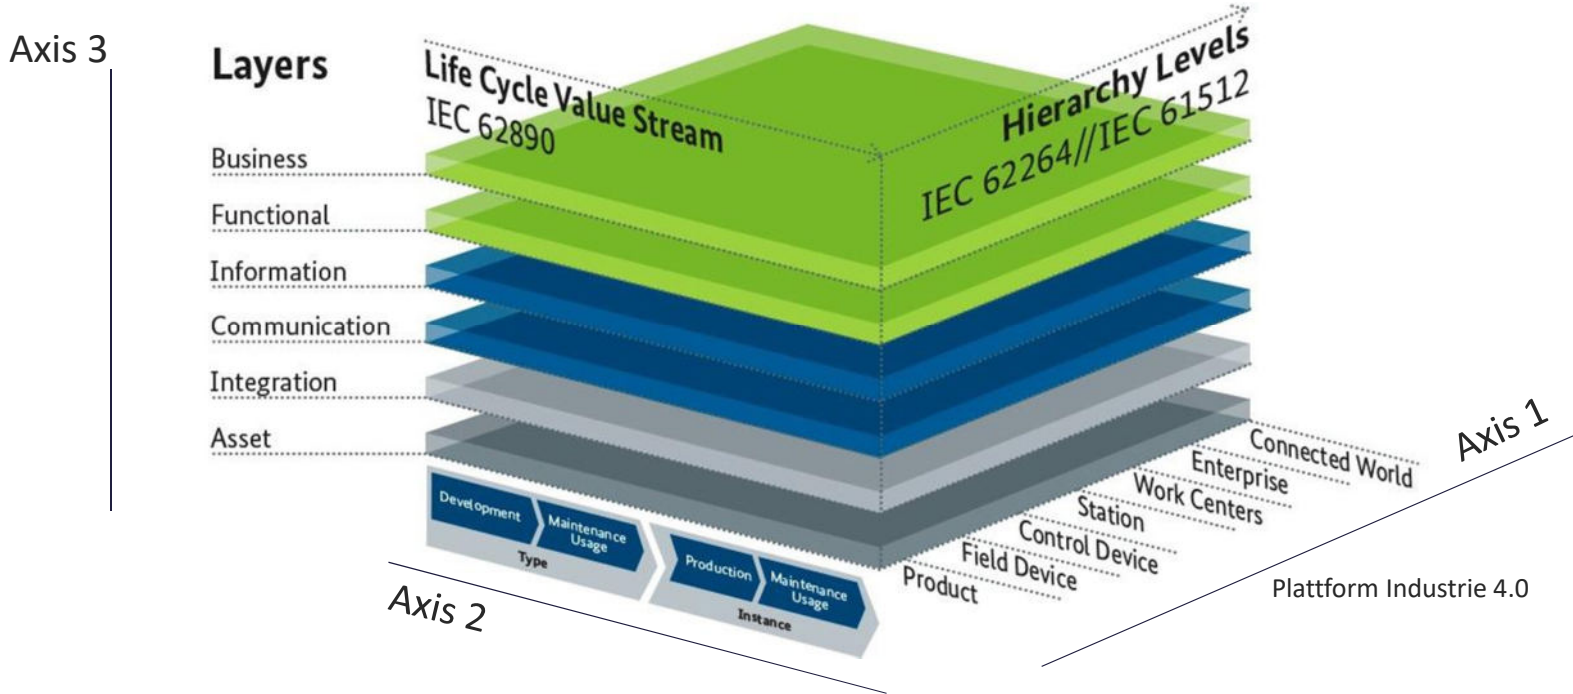 Axis 3
Layers
Life Cycle Value Stream
IEC 62890
Hierarchy Levels
IEC 62264//IEC 61512
Business
Functional
Information
Communication
Integration
Asset
Development
Maintenance
Usage
Type
Production
Maintenance
Usage
Instance
Axis 2
Connected World
Enterprise
Work Centers
Station
Control Device
Field Device
Product
Axis 1
Plattform Industrie 4.0